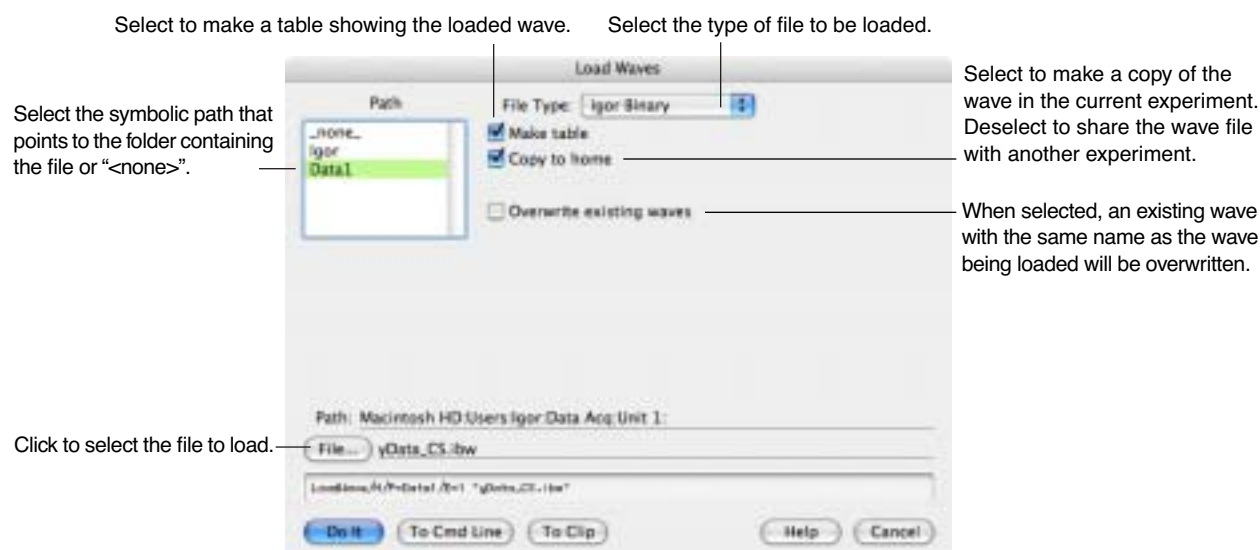 Select to make a table showing the loaded wave.
Select the type of file to be loaded.
Load Waves
Select the symbolic path that
points to the folder containing
the file or “<none>”.
Path
_none_
Igor
Data1
File Type: Igor Binary
Make table
Copy to home
Overwrite existing waves
Select to make a copy of the
wave in the current experiment.
Deselect to share the wave file
with another experiment.
When selected, an existing wave
with the same name as the wave
being loaded will be overwritten.
Path: Macintosh HD:Users:Igor:Data Acq:Unit 1:
Click to select the file to load.
File... yData_CS.ibw
LoadWave/H/P=Data1/E=1 "yData_CS.ibw"
Do It To Cmd Line To Clip Help Cancel